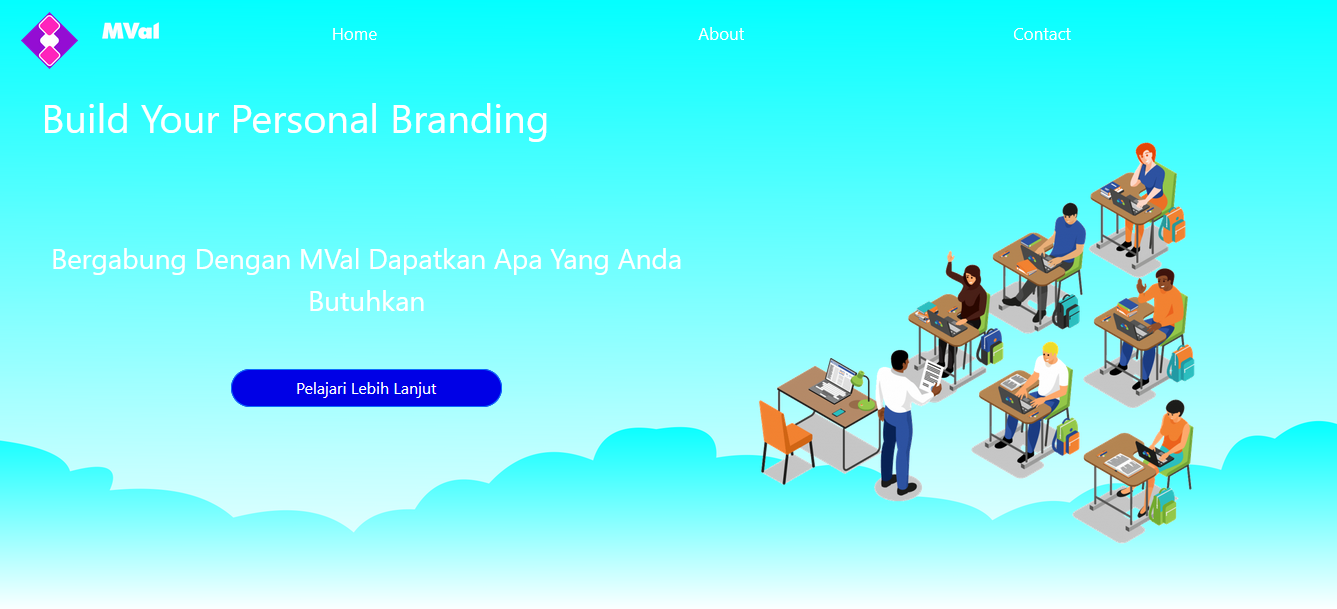 MVal
Home
About
Contact
Build Your Personal Branding
Bergabung Dengan MVal Dapatkan Apa Yang Anda
Butuhkan
Pelajari Lebih Lanjut